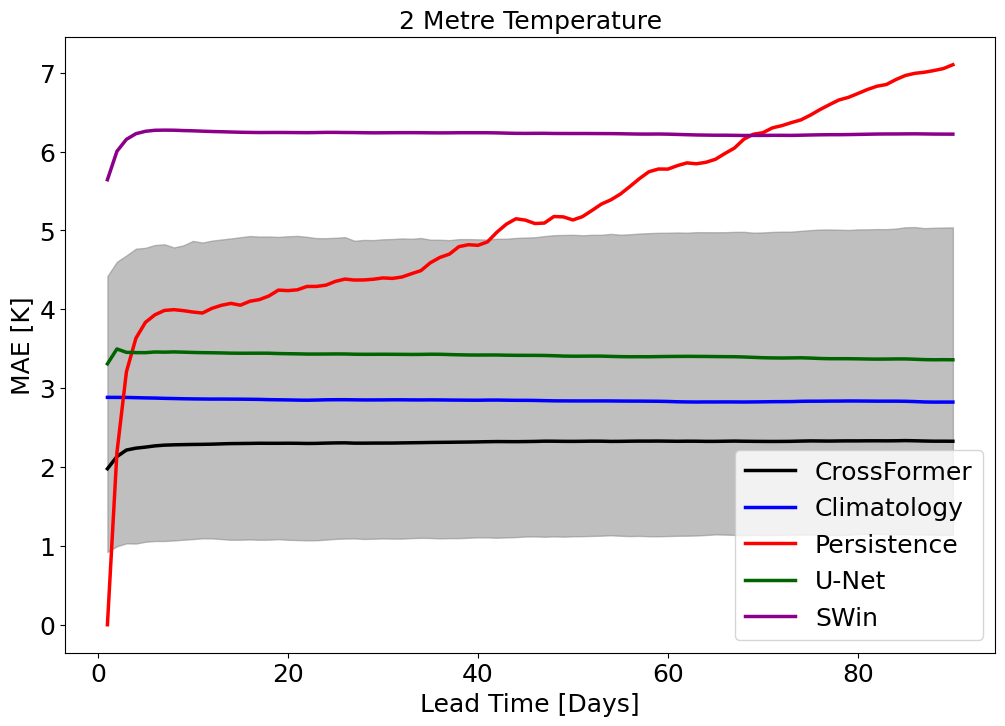 2 Metre Temperature
MAE [K]
7
6
5
4
3
2
1
0
0 20 40 60 80
Lead Time [Days]
CrossFormer
Climatology
Persistence
U-Net
SWin